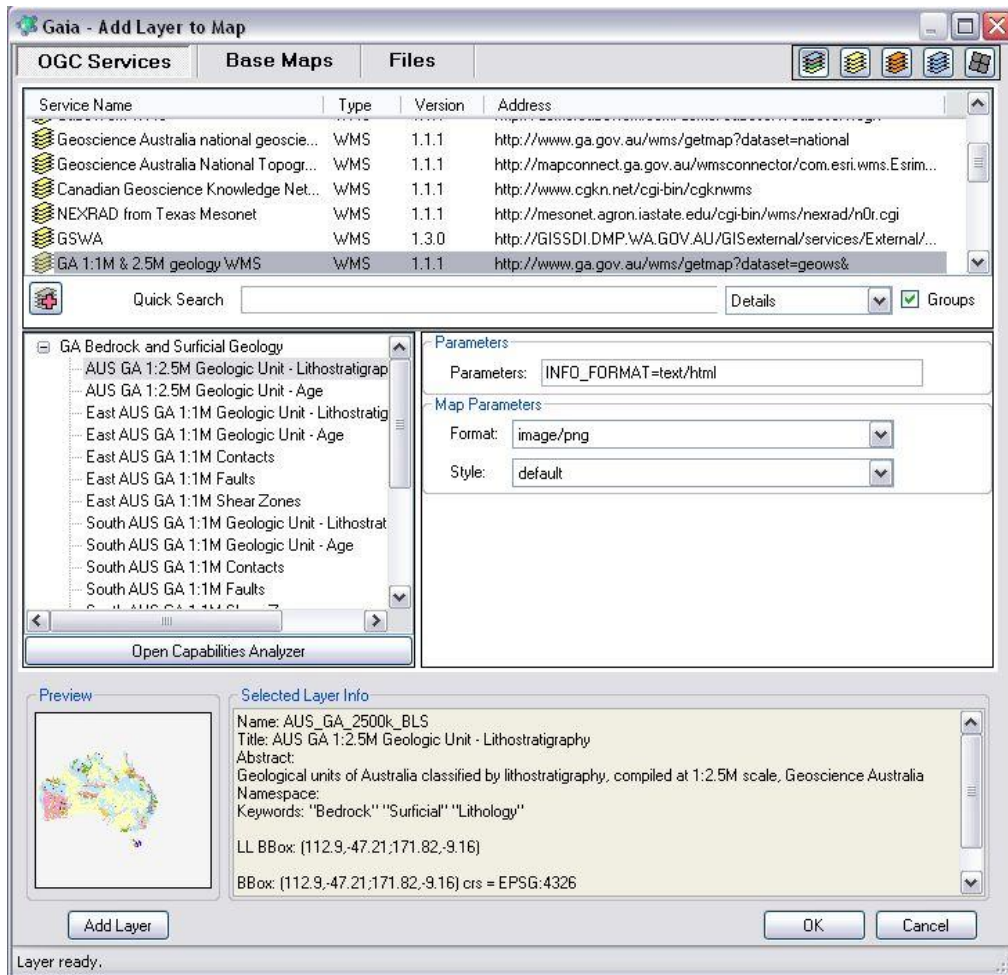 Gaia - Add Layer to Map
OGC Services Base Maps Files
Service Name Type Version Address
Geoscience Australia national geoscie... WMS 1.1.1 http://www.ga.gov.au/wms/getmap?dataset=national
Geoscience Australia National Topogr... WMS 1.1.1 http://mapconnect.ga.gov.au/wmsconnector/com.esri.wms.Esrim...
Canadian Geoscience Knowledge Net... WMS 1.1.1 http://www.cgkn.net/cgi-bin/cgknwms
NEXRAD from Texas Mesonet WMS 1.1.1 http://mesonet.agron.iastate.edu/cgi-bin/wms/nexrad/n0r.cgi
GSWA WMS 1.3.0 http://GISSDI.DMP.WA.GOV.AU/GISexternal/services/External/...
GA 1:1M & 2.5M geology WMS WMS 1.1.1 http://www.ga.gov.au/wms/getmap?dataset=geows&
Quick Search Details Groups
GA Bedrock and Surficial Geology
AUS GA 1:2.5M Geologic Unit - Lithostratigrap
AUS GA 1:2.5M Geologic Unit - Age
East AUS GA 1:1M Geologic Unit - Lithostratig
East AUS GA 1:1M Geologic Unit - Age
East AUS GA 1:1M Contacts
East AUS GA 1:1M Faults
East AUS GA 1:1M Shear Zones
South AUS GA 1:1M Geologic Unit - Lithostrat
South AUS GA 1:1M Geologic Unit - Age
South AUS GA 1:1M Contacts
South AUS GA 1:1M Faults
Open Capabilities Analyzer
Parameters
Parameters: INFO_FORMAT=text/html
Map Parameters
Format: image/png
Style: default
Preview
Selected Layer Info
Name: AUS_GA_2500k_BLS
Title: AUS GA 1:2.5M Geologic Unit - Lithostratigraphy
Abstract:
Geological units of Australia classified by lithostratigraphy, compiled at 1:2.5M scale, Geoscience Australia
Namespace:
Keywords: "Bedrock" "Surficial" "Lithology"
LL BBox: (112.9,-47.21;171.82,-9.16)
BBox: (112.9,-47.21;171.82,-9.16) crs = EPSG:4326
Add Layer OK Cancel
Layer ready.